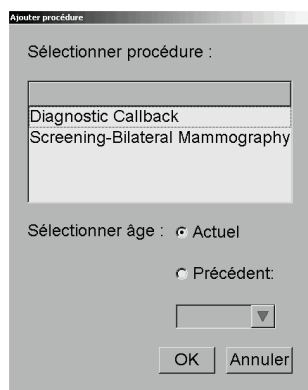 Ajouter procédure
Sélectionner procédure :
Diagnostic Callback
Screening-Bilateral Mammography
Sélectionner âge : Actuel
Précédent:
OK Annuler